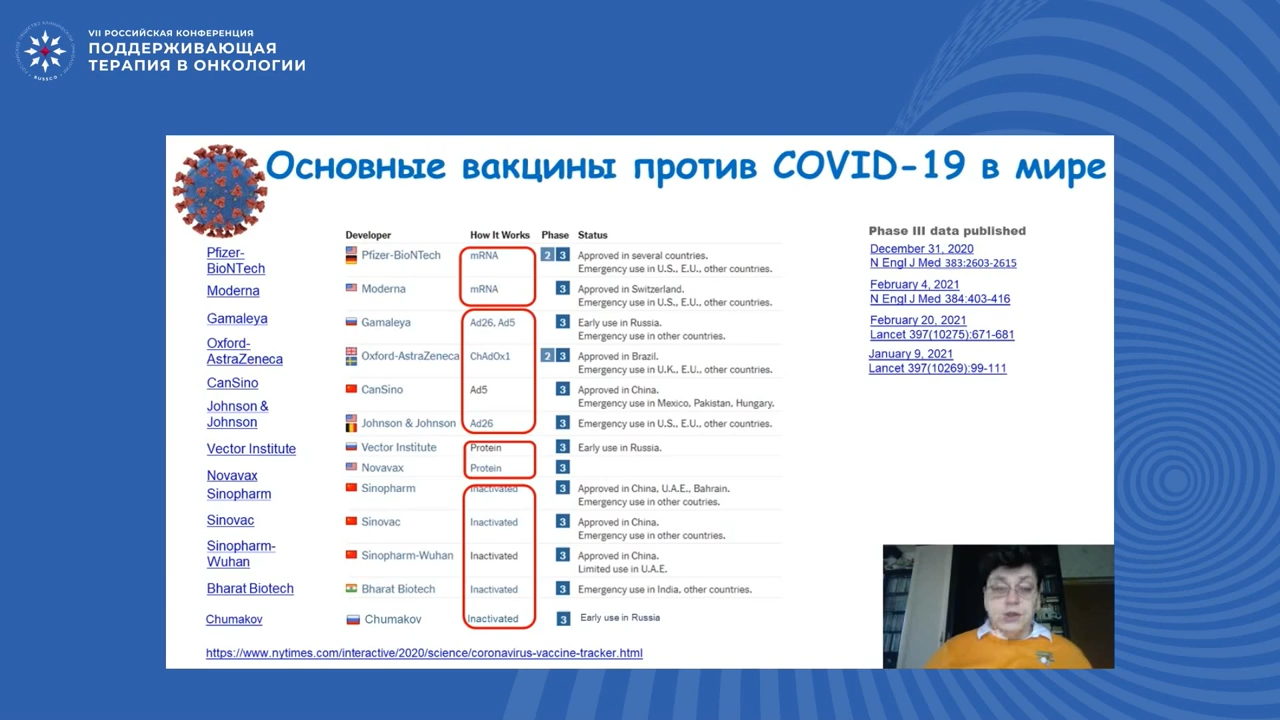 VII РОССИЙСКАЯ КОНФЕРЕНЦИЯ
ПОДДЕРЖИВАЮЩАЯ
ТЕРАПИЯ В ОНКОЛОГИИ
RUSSCO
Основные вакцины против COVID-19 в мире
Pfizer-
BioNTech
Moderna
Gamaleya
Oxford-
AstraZeneca
CanSino
Johnson &
Johnson
Vector Institute
Novavax
Sinopharm
Sinovac
Sinopharm-
Wuhan
Bharat Biotech
Chumakov
Developer How It Works Phase Status
Pfizer-BioNTech mRNA 2 3 Approved in several countries.
Emergency use in U.S., E.U., other countries.
Moderna mRNA 3 Approved in Switzerland.
Emergency use in U.S., E.U., other countries.
Gamaleya Ad26, Ad5 3 Early use in Russia.
Emergency use in other countries.
Oxford-AstraZeneca ChAdOx1 2 3 Approved in Brazil.
Emergency use in U.K., E.U., other countries.
CanSino Ad5 3 Approved in China.
Emergency use in Mexico, Pakistan, Hungary.
Johnson & Johnson Ad26 3 Emergency use in U.S., E.U., other countries.
Vector Institute Protein 3 Early use in Russia.
Novavax Protein 3
Sinopharm Inactivated 3 Approved in China, U.A.E., Bahrain.
Emergency use in other coutries.
Sinovac Inactivated 3 Approved in China.
Emergency use in other countries.
Sinopharm-Wuhan Inactivated 3 Approved in China.
Limited use in U.A.E.
Bharat Biotech Inactivated 3 Emergency use in India, other countries.
Chumakov Inactivated 3 Early use in Russia
Phase III data published
December 31, 2020
N Engl J Med 383:2603-2615
February 4, 2021
N Engl J Med 384:403-416
February 20, 2021
Lancet 397(10275):671-681
January 9, 2021
Lancet 397(10269):99-111
https://www.nytimes.com/interactive/2020/science/coronavirus-vaccine-tracker.html